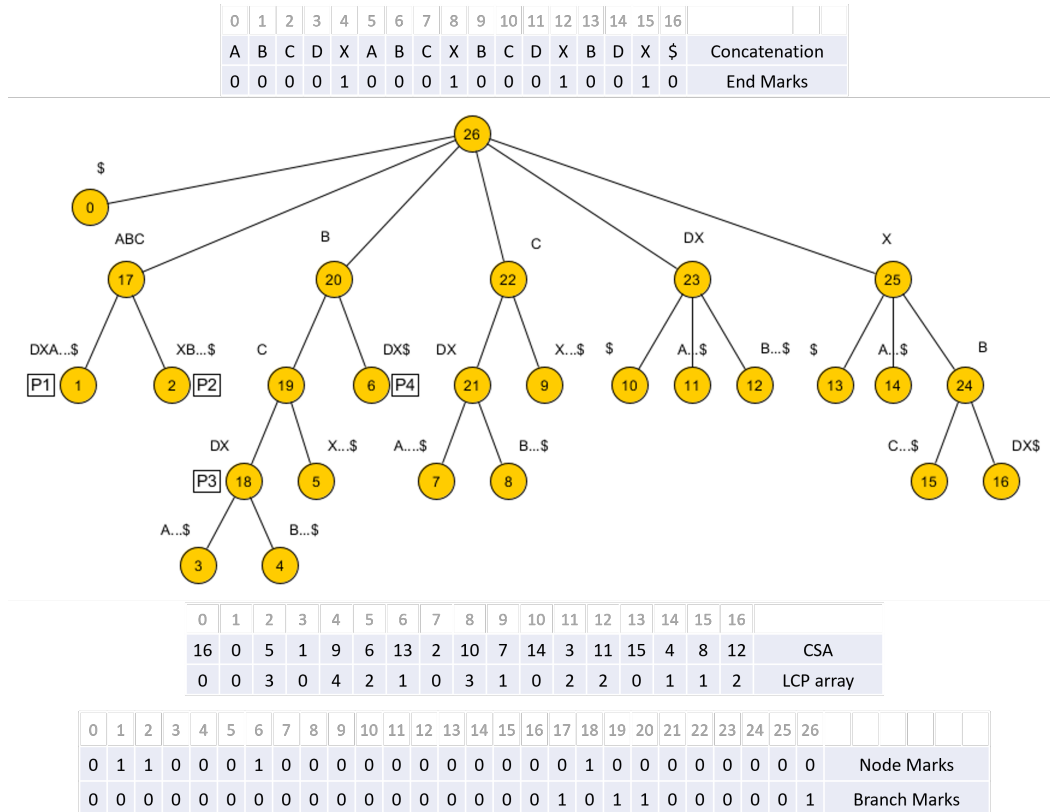 0 1 2 3 4 5 6 7 8 9 10 11 12 13 14 15 16
A B C D X A B C X B C D X B D X $ Concatenation
0 0 0 0 1 0 0 0 1 0 0 0 1 0 0 1 0 End Marks
26
$
0
ABC B C DX X
17 20 22 23 25
DXA...$ XB...$ C DX$ DX X...$ $ A...$ B...$ $ A...$ B
P1 1 2 P2 19 6 P4 21 9 10 11 12 13 14 24
DX X...$ A....$ B...$ C...$ DX$
P3 18 5 7 8 15 16
A...$ B...$
3 4
0 1 2 3 4 5 6 7 8 9 10 11 12 13 14 15 16
16 0 5 1 9 6 13 2 10 7 14 3 11 15 4 8 12 CSA
0 0 3 0 4 2 1 0 3 1 0 2 2 0 1 1 2 LCP array
0 1 2 3 4 5 6 7 8 9 10 11 12 13 14 15 16 17 18 19 20 21 22 23 24 25 26
0 1 1 0 0 0 1 0 0 0 0 0 0 0 0 0 0 0 1 0 0 0 0 0 0 0 0 Node Marks
0 0 0 0 0 0 0 0 0 0 0 0 0 0 0 0 0 1 0 1 1 0 0 0 0 0 1 Branch Marks